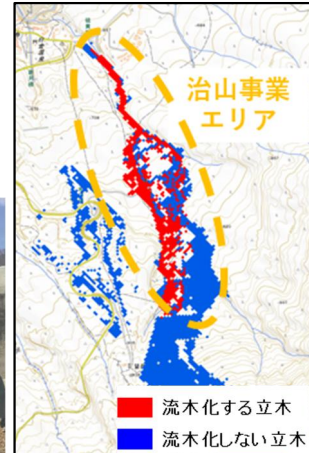 治山事業
エリア
流木化する立木
流木化しない立木